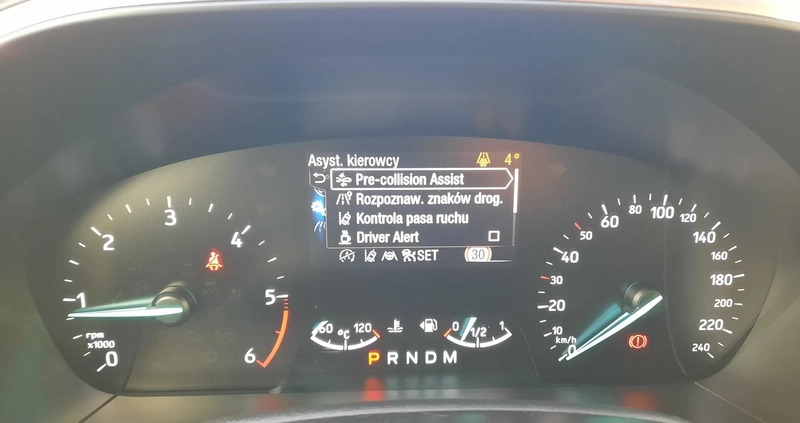 Asyst. kierowcy 4°
Pre-collision Assist
Rozpoznaw. znaków drog.
Kontrola pasa ruchu
Driver Alert
SET 30
0 1 2 3 4 5 6
rpm
x1000
60 °C 120
0 1/2 1
P R N D M
0 10 20 30 40 50 60 80 100 120 140 160 180 200 220 240
km/h